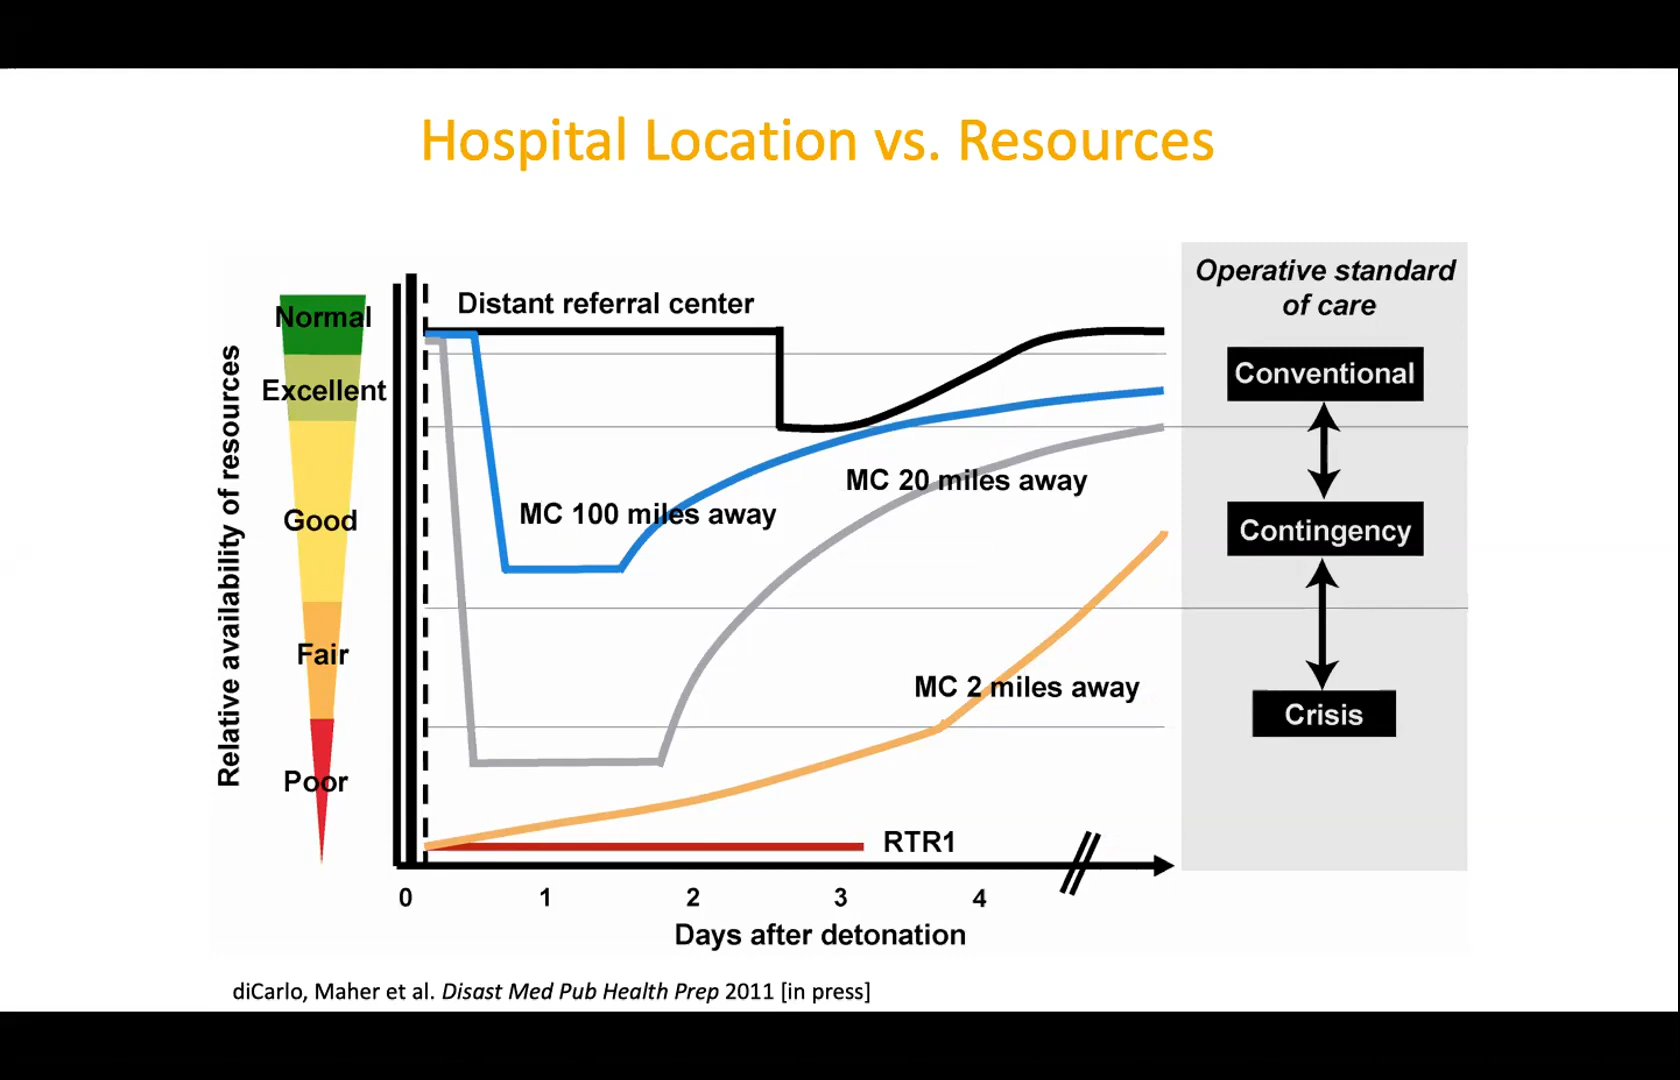 Hospital Location vs. Resources
Relative availability of resources
Normal
Excellent
Good
Fair
Poor
Distant referral center
MC 100 miles away
MC 20 miles away
MC 2 miles away
RTR1
0 1 2 3 4
Days after detonation
Operative standard
of care
Conventional
Contingency
Crisis
diCarlo, Maher et al. Disast Med Pub Health Prep 2011 [in press]